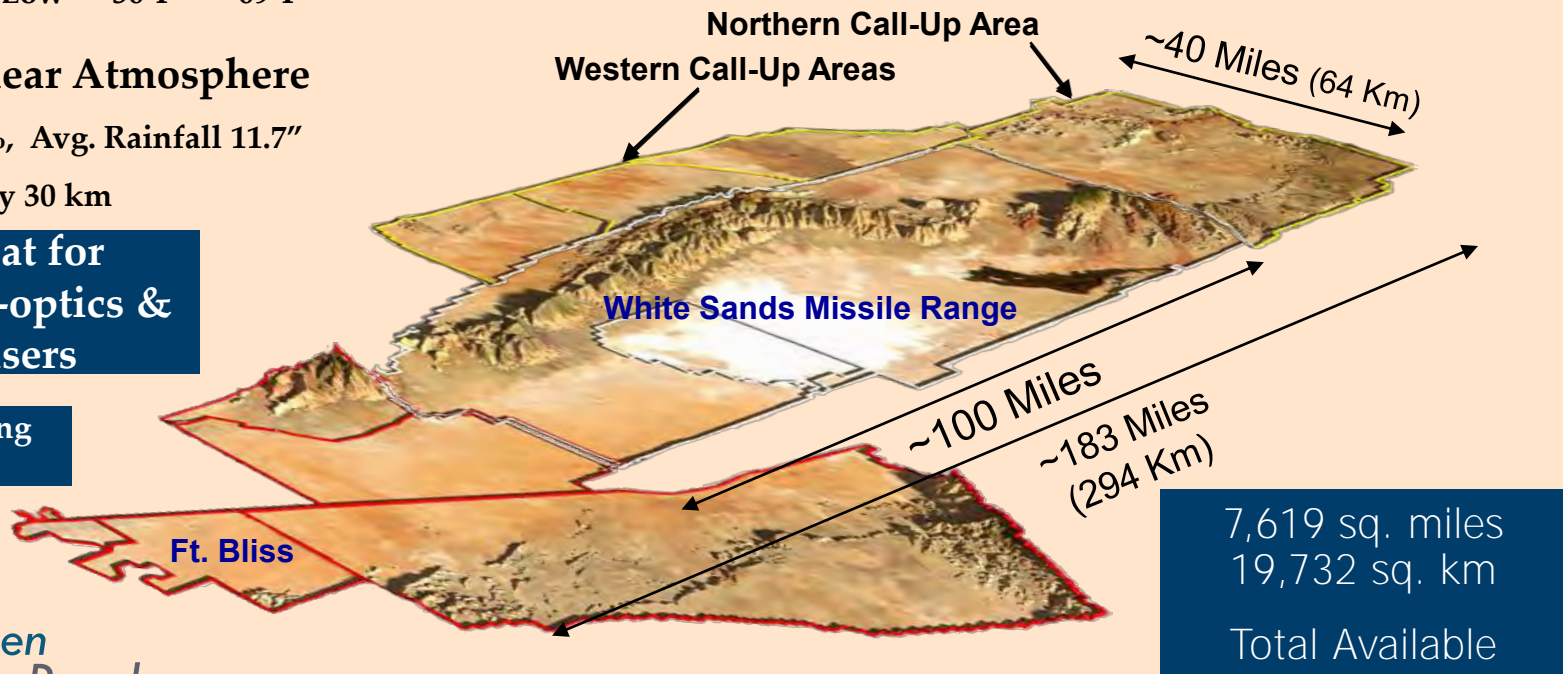 Northern Call-Up Area
~40 Miles (64 Km)
Western Call-Up Areas
ear Atmosphere
, Avg. Rainfall 11.7”
y 30 km
at for
-optics &
sers
ng
White Sands Missile Range
~100 Miles
~183 Miles
(294 Km)
Ft. Bliss
7,619 sq. miles
19,732 sq. km
Total Available
en